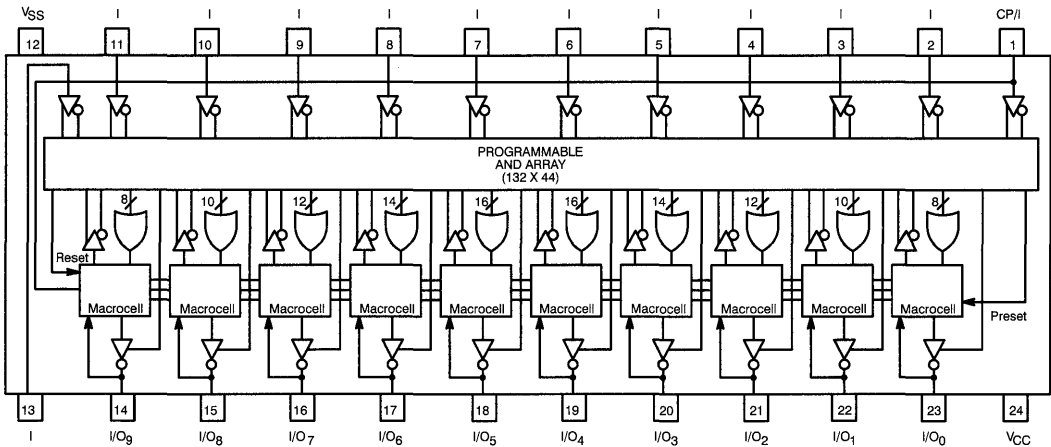 VSS I I I I I I I I I I CP/I
12 11 10 9 8 7 6 5 4 3 2 1
PROGRAMMABLE
AND ARRAY
(132 X 44)
8 10 12 14 16 16 14 12 10 8
Reset
Macrocell Macrocell Macrocell Macrocell Macrocell Macrocell Macrocell Macrocell Macrocell Macrocell
Preset
13 14 15 16 17 18 19 20 21 22 23 24
I I/O9 I/O8 I/O7 I/O6 I/O5 I/O4 I/O3 I/O2 I/O1 I/O0 VCC